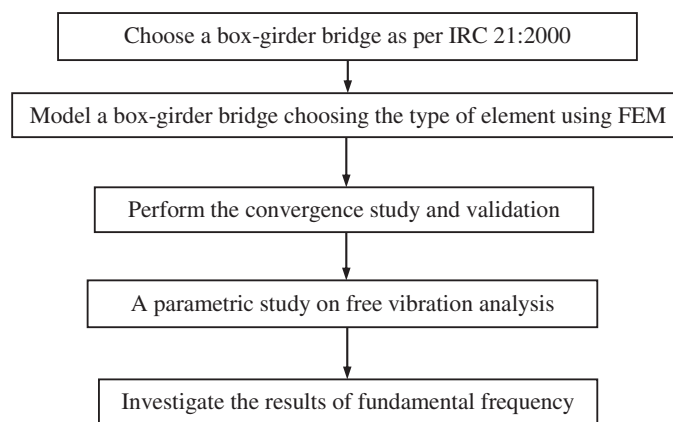 Choose a box-girder bridge as per IRC 21:2000
Model a box-girder bridge choosing the type of element using FEM
Perform the convergence study and validation
A parametric study on free vibration analysis
Investigate the results of fundamental frequency